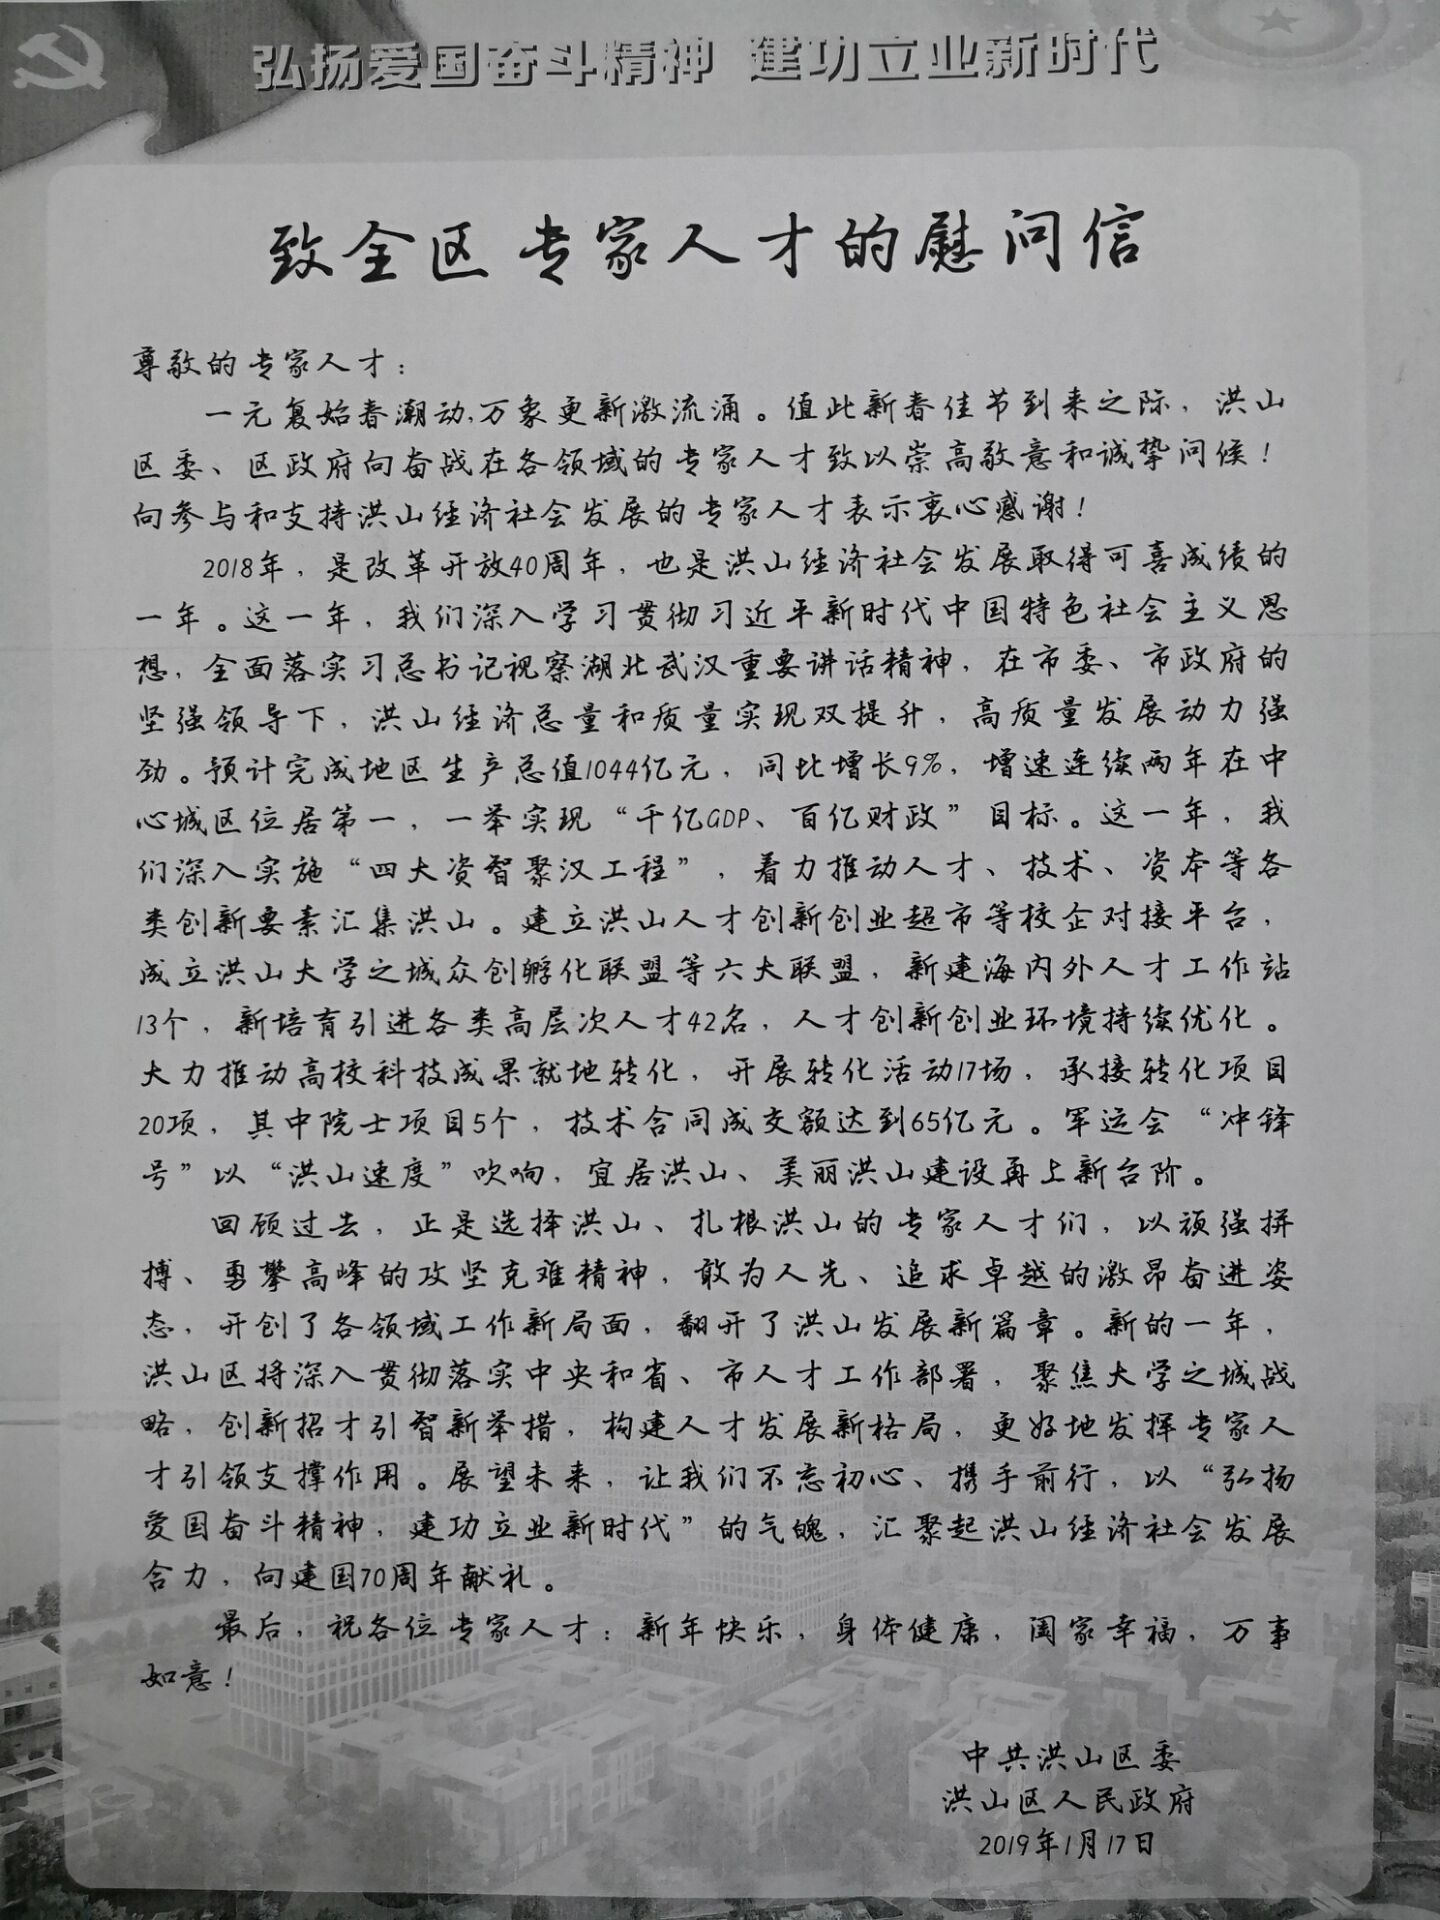 弘扬爱国奋斗精神 建功立业新时代
致全区专家人才的慰问信
尊敬的专家人才：
一元复始春潮动,万象更新激流涌。值此新春佳节到来之际，洪山
区委、区政府向奋战在各领域的专家人才致以崇高敬意和诚挚问候！
向参与和支持洪山经济社会发展的专家人才表示衷心感谢！
2018年，是改革开放40周年，也是洪山经济社会发展取得可喜成绩的
一年。这一年，我们深入学习贯彻习近平新时代中国特色社会主义思
想，全面落实习总书记视察湖北武汉重要讲话精神，在市委、市政府的
坚强领导下，洪山经济总量和质量实现双提升，高质量发展动力强
劲。预计完成地区生产总值1044亿元，同比增长9%，增速连续两年在中
心城区位居第一，一举实现“千亿GDP、百亿财政”目标。这一年，我
们深入实施“四大资智聚汉工程”，着力推动人才、技术、资本等各
类创新要素汇集洪山。建立洪山人才创新创业超市等校企对接平台，
成立洪山大学之城众创孵化联盟等六大联盟，新建海内外人才工作站
13个，新培育引进各类高层次人才42名，人才创新创业环境持续优化。
大力推动高校科技成果就地转化，开展转化活动17场，承接转化项目
20项，其中院士项目5个，技术合同成交额达到65亿元。军运会“冲锋
号”以“洪山速度”吹响，宜居洪山、美丽洪山建设再上新台阶。
回顾过去，正是选择洪山、扎根洪山的专家人才们，以顽强拼
搏、勇攀高峰的攻坚克难精神，敢为人先、追求卓越的激昂奋进姿
态，开创了各领域工作新局面，翻开了洪山发展新篇章。新的一年，
洪山区将深入贯彻落实中央和省、市人才工作部署，聚焦大学之城战
略，创新招才引智新举措，构建人才发展新格局，更好地发挥专家人
才引领支撑作用。展望未来，让我们不忘初心、携手前行，以“弘扬
爱国奋斗精神，建功立业新时代”的气魄，汇聚起洪山经济社会发展
合力，向建国70周年献礼。
最后，祝各位专家人才：新年快乐，身体健康，阖家幸福，万事
如意！
中共洪山区委
洪山区人民政府
2019年1月17日